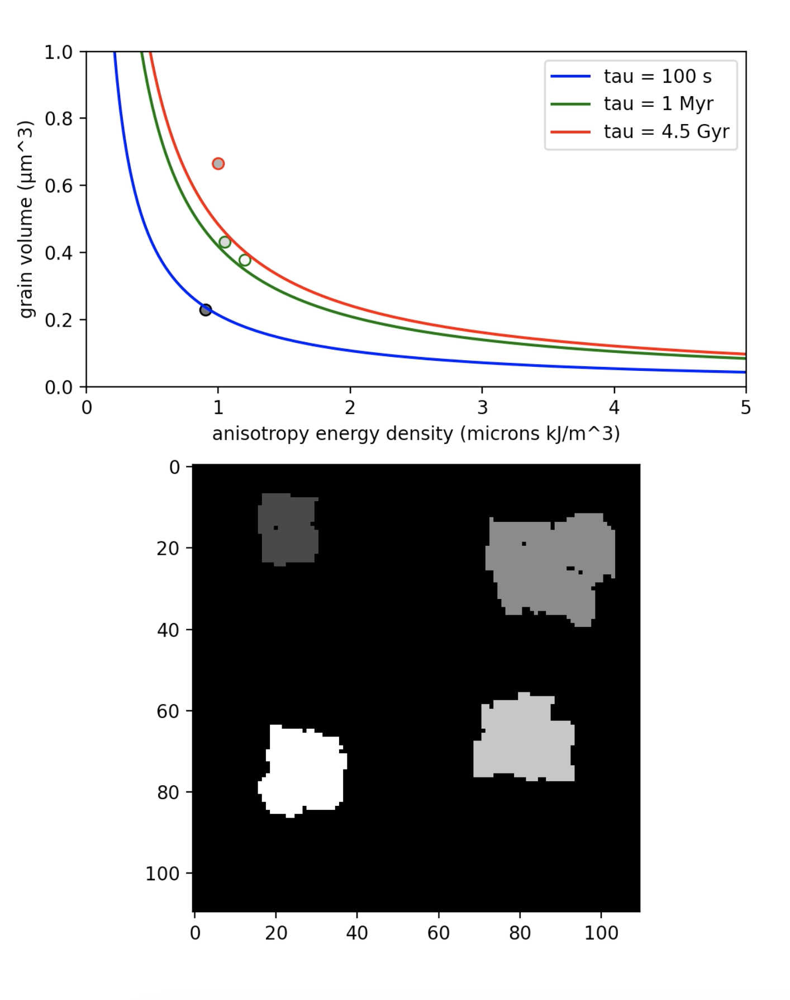 1.0
0.8
0.6
0.4
0.2
0.0
grain volume (µm^3)
tau = 100 s
tau = 1 Myr
tau = 4.5 Gyr
0 1 2 3 4 5
anisotropy energy density (microns kJ/m^3)
0
20
40
60
80
100
0 20 40 60 80 100